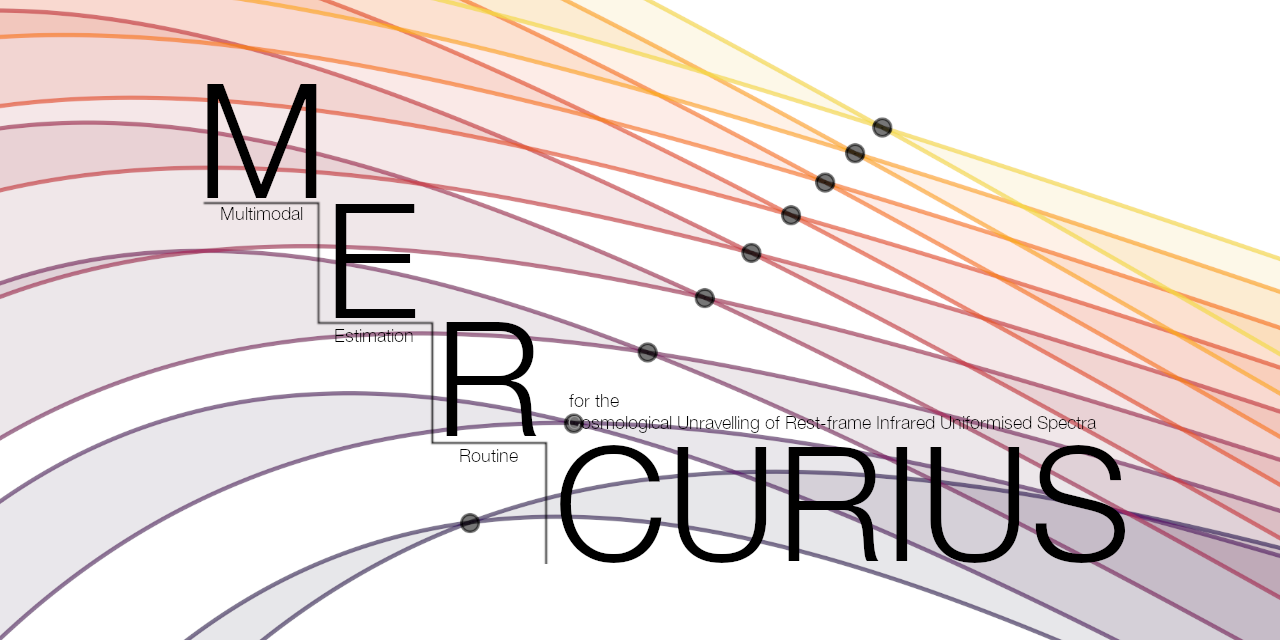 M
Multimodal
E
Estimation
R
Routine
for the
Cosmological Unravelling of Rest-frame Infrared Uniformised Spectra
CURIUS